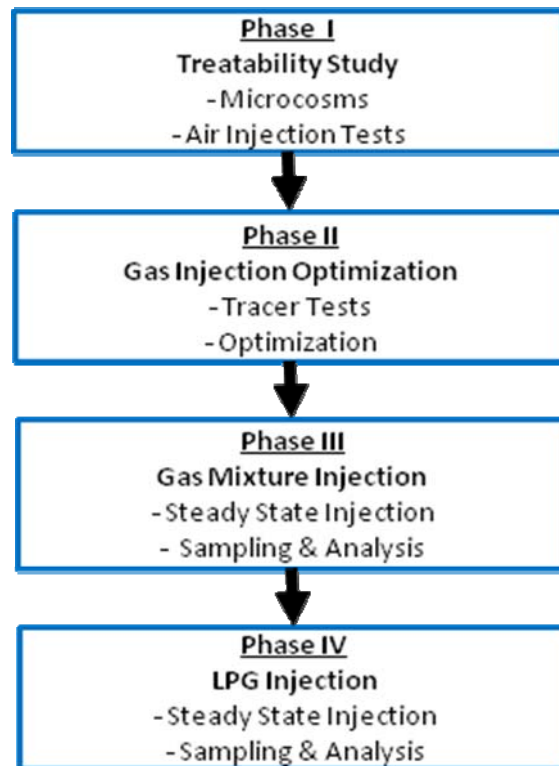 Phase I
Treatability Study
-Microcosms
-Air Injection Tests
Phase II
Gas Injection Optimization
-Tracer Tests
-Optimization
Phase III
Gas Mixture Injection
-Steady State Injection
- Sampling & Analysis
Phase IV
LPG Injection
-Steady State Injection
-Sampling & Analysis